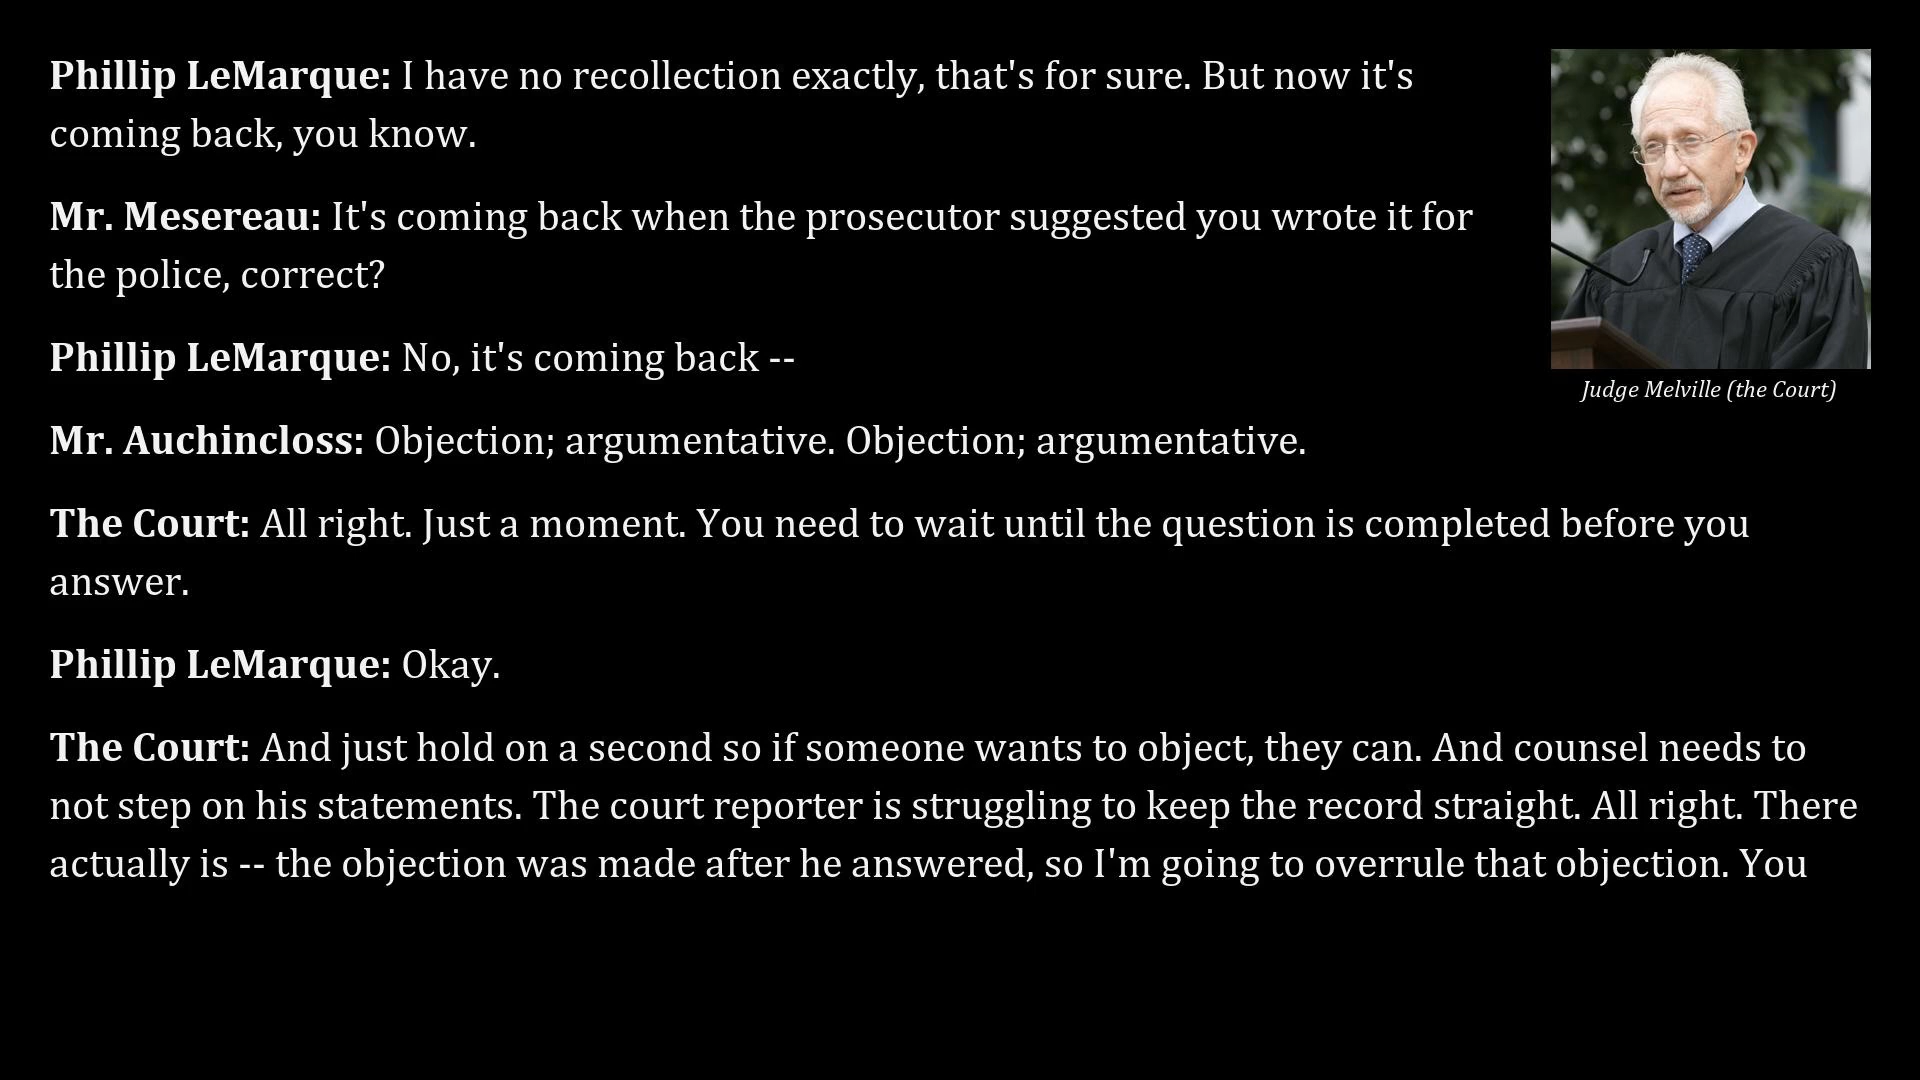 Phillip LeMarque: I have no recollection exactly, that's for sure. But now it's
coming back, you know.
Mr. Mesereau: It's coming back when the prosecutor suggested you wrote it for
the police, correct?
Phillip LeMarque: No, it's coming back --
Judge Melville (the Court)
Mr. Auchincloss: Objection; argumentative. Objection; argumentative.
The Court: All right. Just a moment. You need to wait until the question is completed before you
answer.
Phillip LeMarque: Okay.
The Court: And just hold on a second so if someone wants to object, they can. And counsel needs to
not step on his statements. The court reporter is struggling to keep the record straight. All right. There
actually is -- the objection was made after he answered, so I'm going to overrule that objection. You